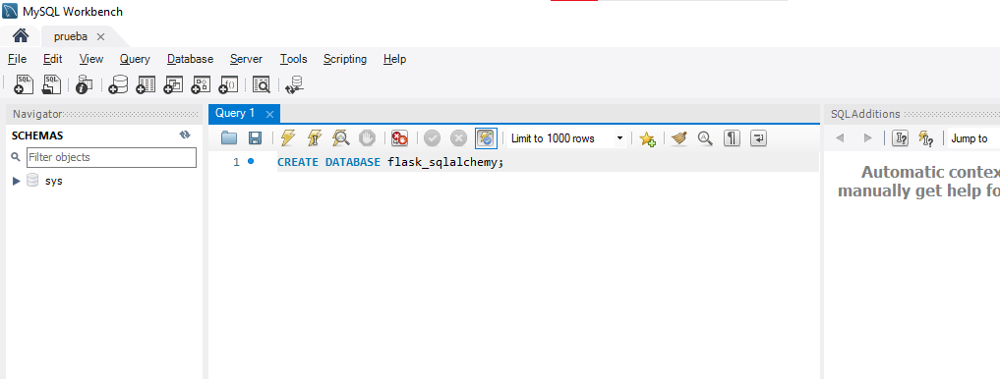 MySQL Workbench
prueba
File Edit View Query Database Server Tools Scripting Help
Navigator
SCHEMAS
Filter objects
sys
Query 1
Limit to 1000 rows
1 CREATE DATABASE flask_sqlalchemy;
SQLAdditions
Jump to
Automatic contex
manually get help fo